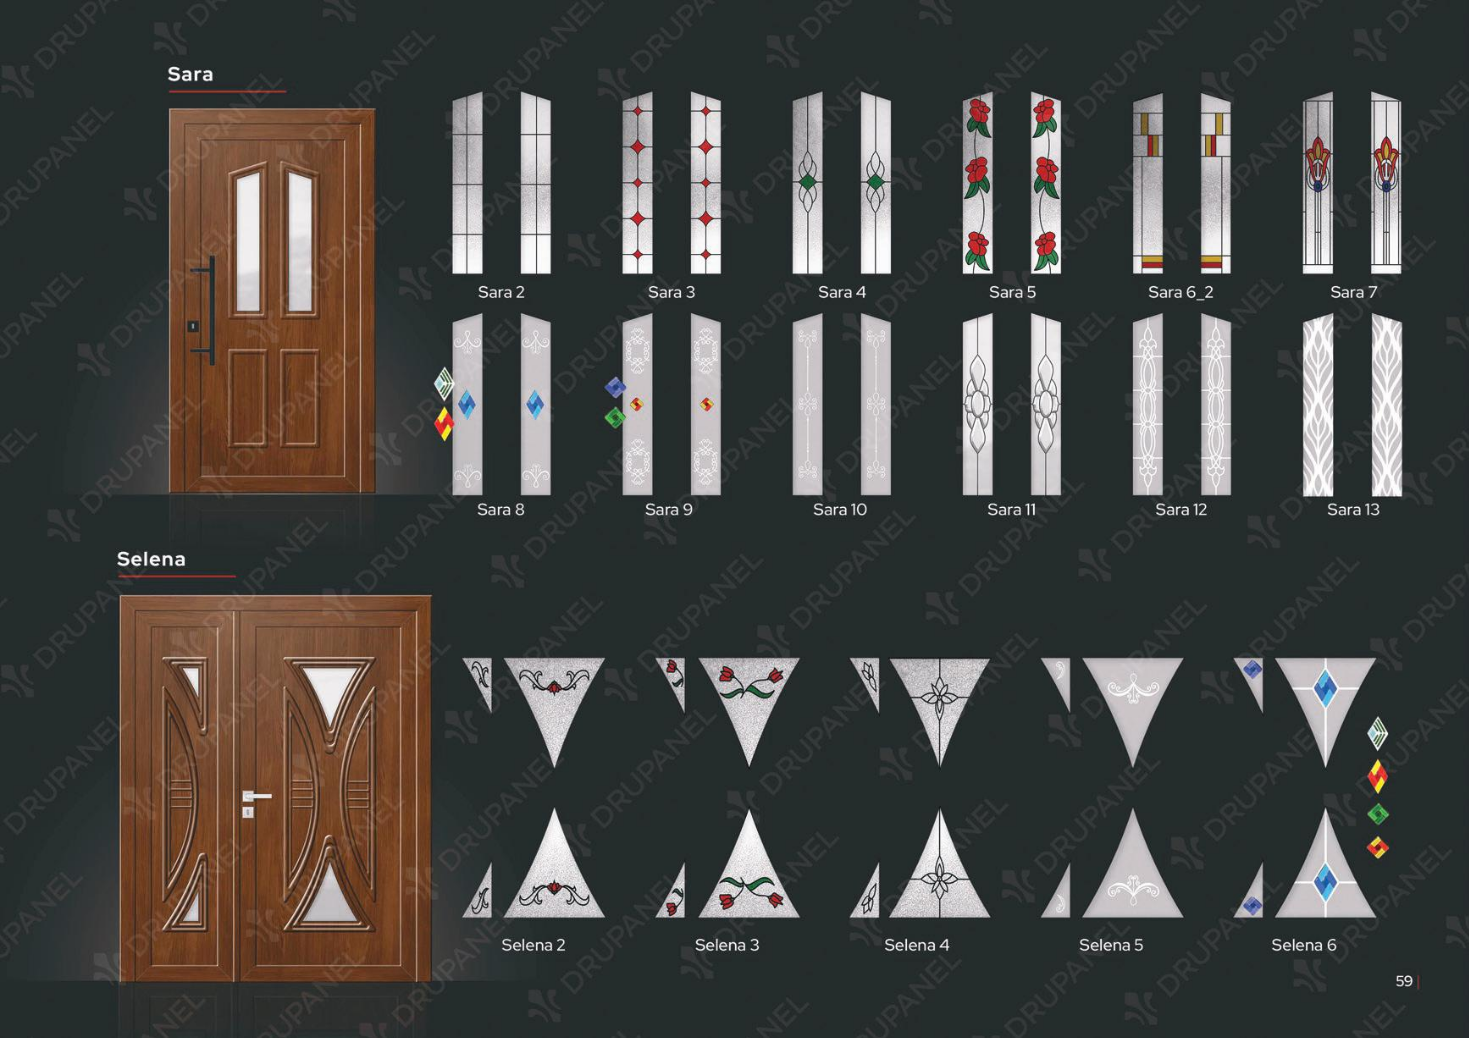 Sara
Sara 2
Sara 3
Sara 4
Sara 5
Sara 6_2
Sara 7
Sara 8
Sara 9
Sara 10
Sara 11
Sara 12
Sara 13
Selena
Selena 2
Selena 3
Selena 4
Selena 5
Selena 6
59
DRUPANEL